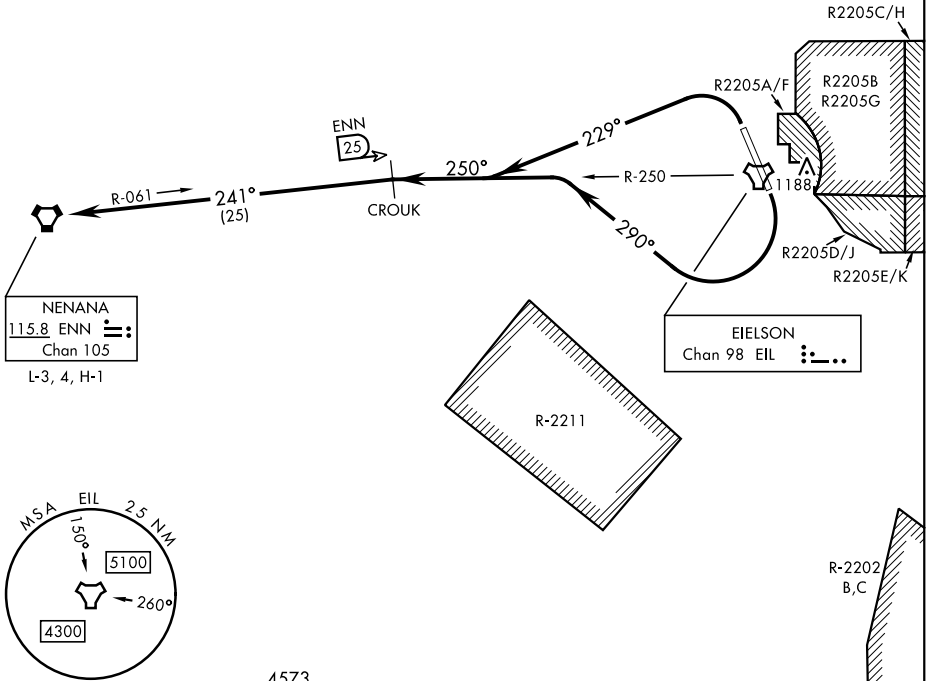 R2205C/H
R2205A/F
R2205B
R2205G
ENN
25
229°
R-061
241°
(25)
250°
R-250
CROUK
1188
290°
R2205D/J
R2205E/K
NENANA
115.8 ENN
Chan 105
L-3, 4, H-1
EIELSON
Chan 98 EIL
R-2211
MSA EIL 25 NM
150°
5100
260°
4300
R-2202
B,C
4573